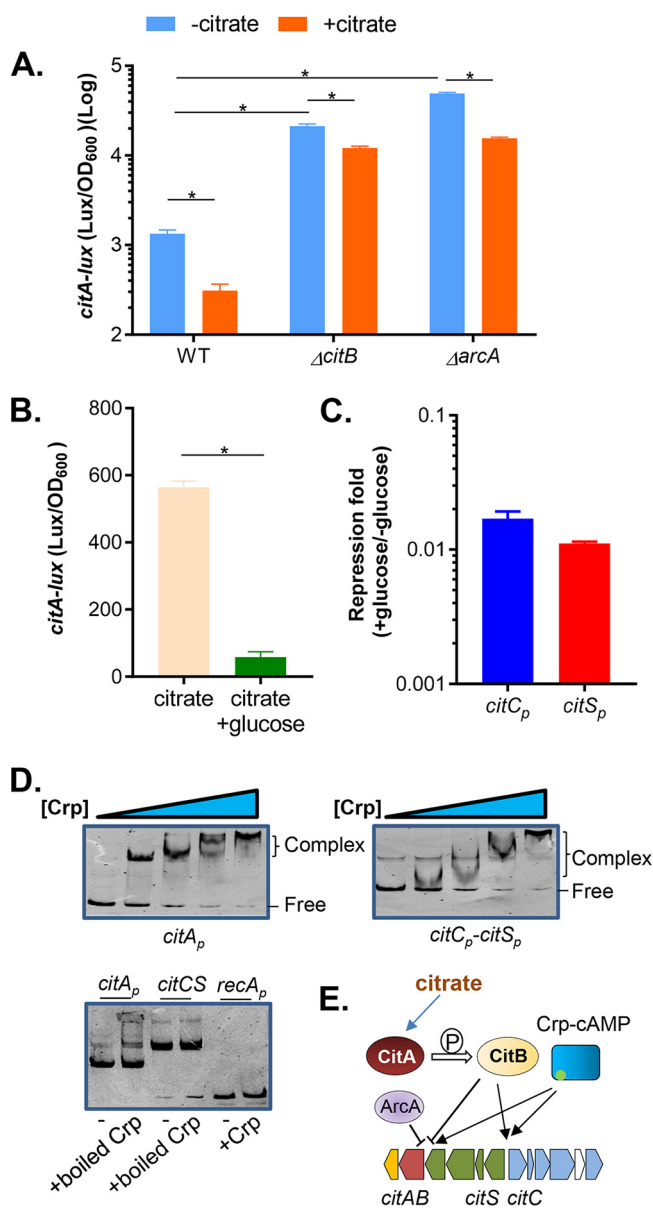 -citrate +citrate
A.
citA-lux (Lux/OD600)(Log)
5
4
3
2
WT ΔcitB ΔarcA
* * * * *
B.
citA-lux (Lux/OD600)
800
600
400
200
0
*
citrate citrate
+glucose
C.
Repression fold
(+glucose/-glucose)
0.1
0.01
0.001
citCp citSp
D.
[Crp] [Crp]
Complex Complex
Free Free
citAp citCp-citSp
citAp citCS recAp
- +boiled Crp - +boiled Crp - +Crp
E.
citrate
Crp-cAMP
CitA P CitB
ArcA
citAB citS citC